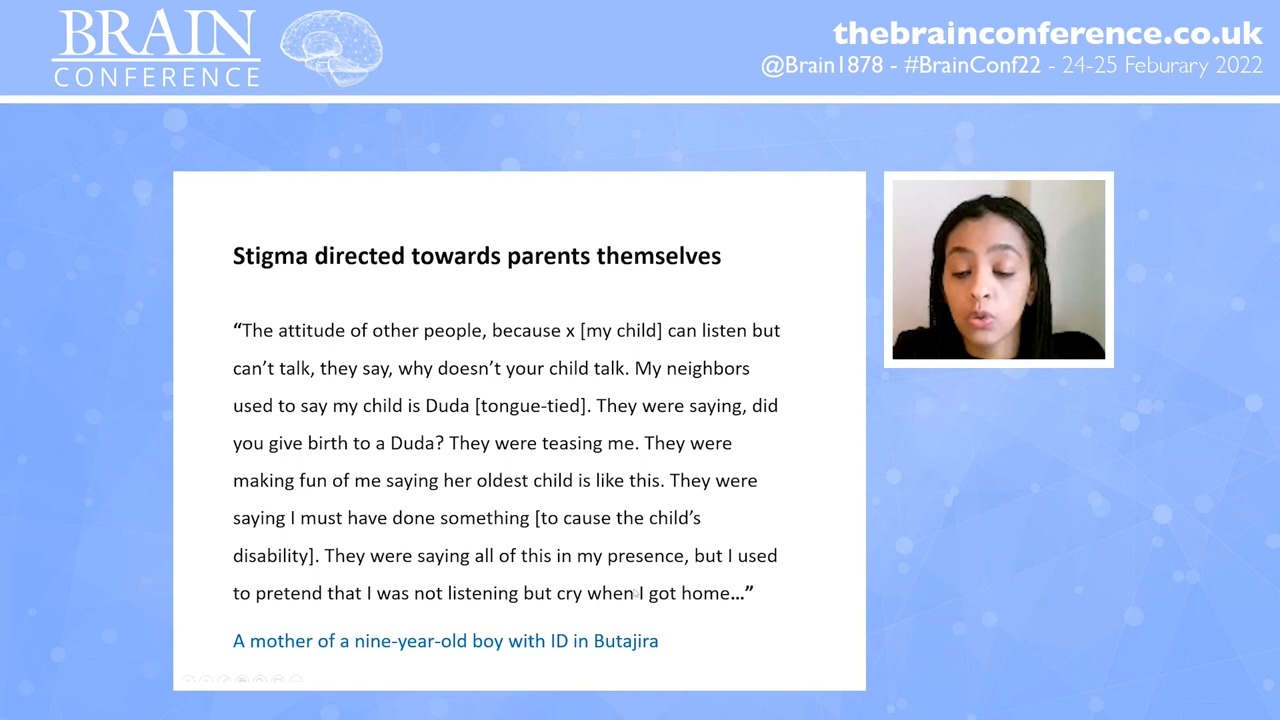 BRAIN
CONFERENCE
thebrainconference.co.uk
@Brain1878 - #BrainConf22 - 24-25 Feburary 2022
Stigma directed towards parents themselves
“The attitude of other people, because x [my child] can listen but
can’t talk, they say, why doesn’t your child talk. My neighbors
used to say my child is Duda [tongue-tied]. They were saying, did
you give birth to a Duda? They were teasing me. They were
making fun of me saying her oldest child is like this. They were
saying I must have done something [to cause the child’s
disability]. They were saying all of this in my presence, but I used
to pretend that I was not listening but cry when I got home…”
A mother of a nine-year-old boy with ID in Butajira